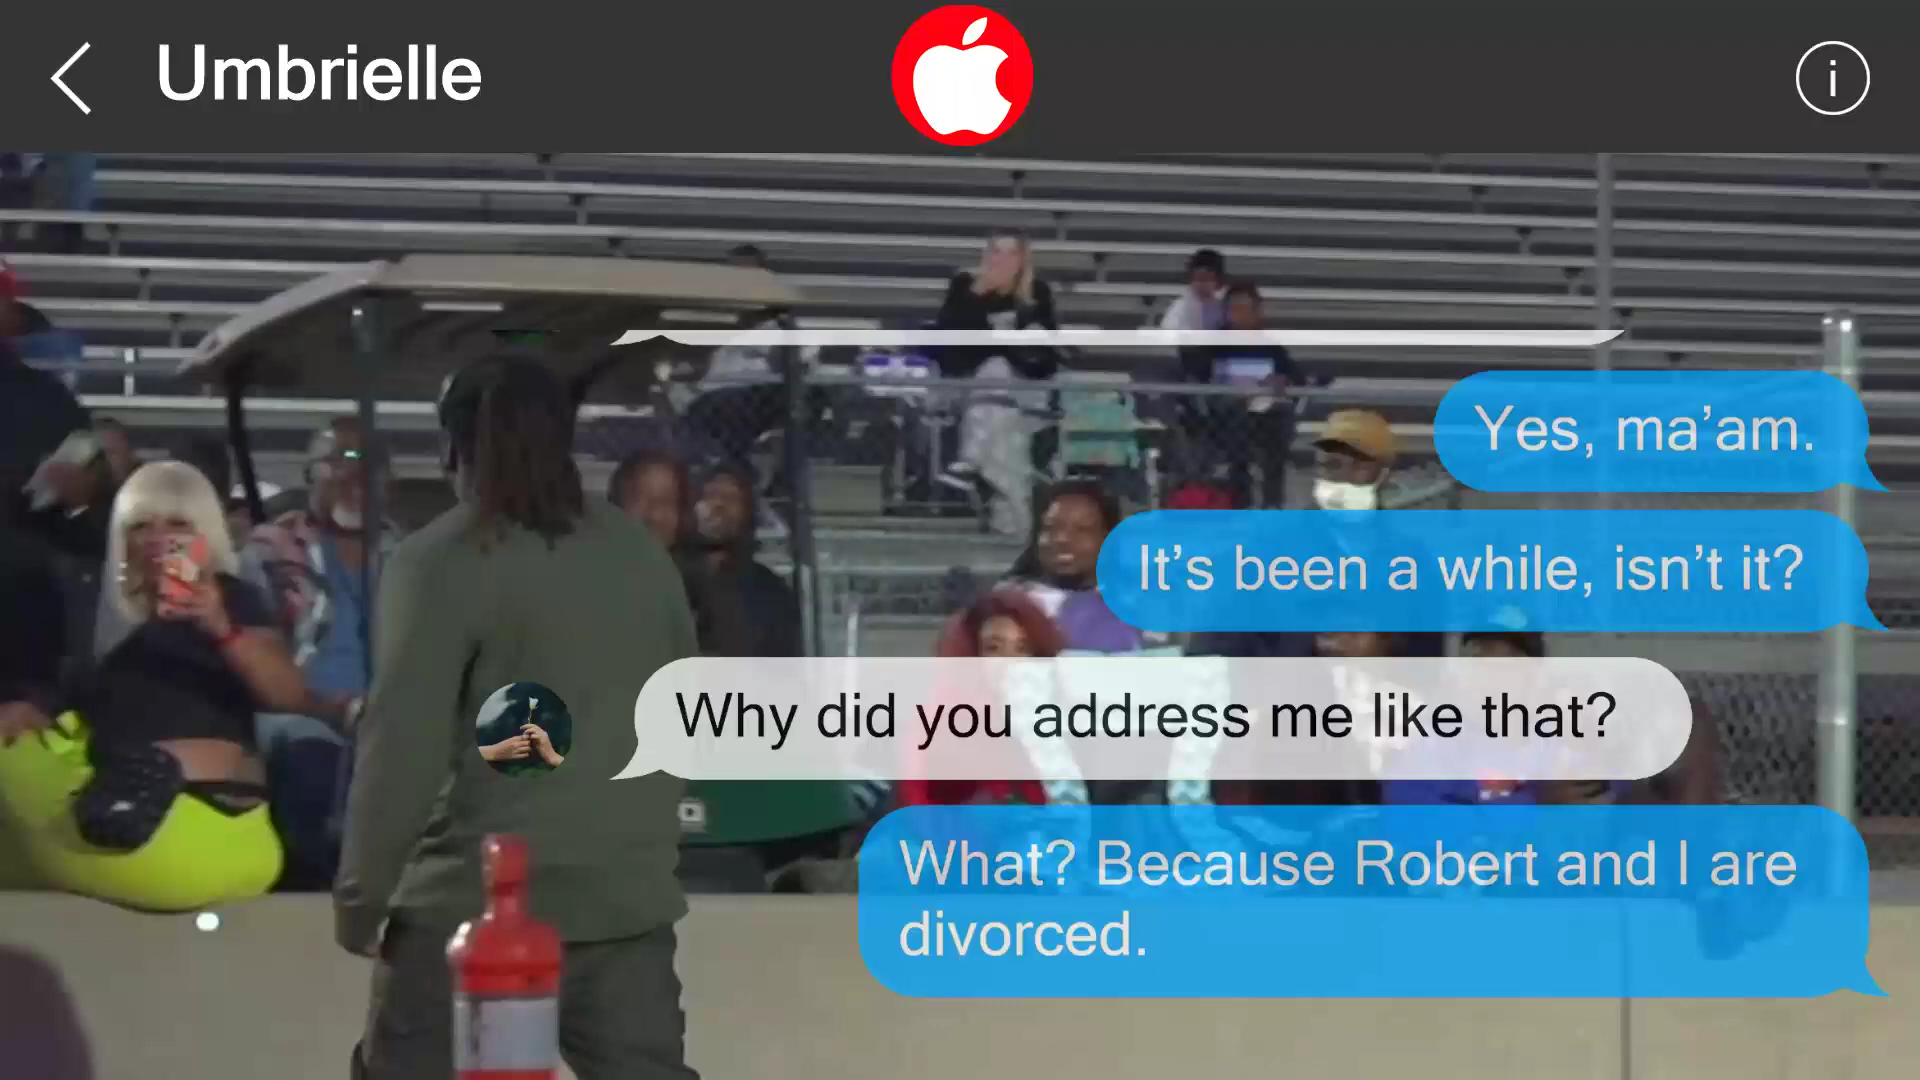 Umbrielle
Yes, ma’am.
It’s been a while, isn’t it?
Why did you address me like that?
What? Because Robert and I are
divorced.